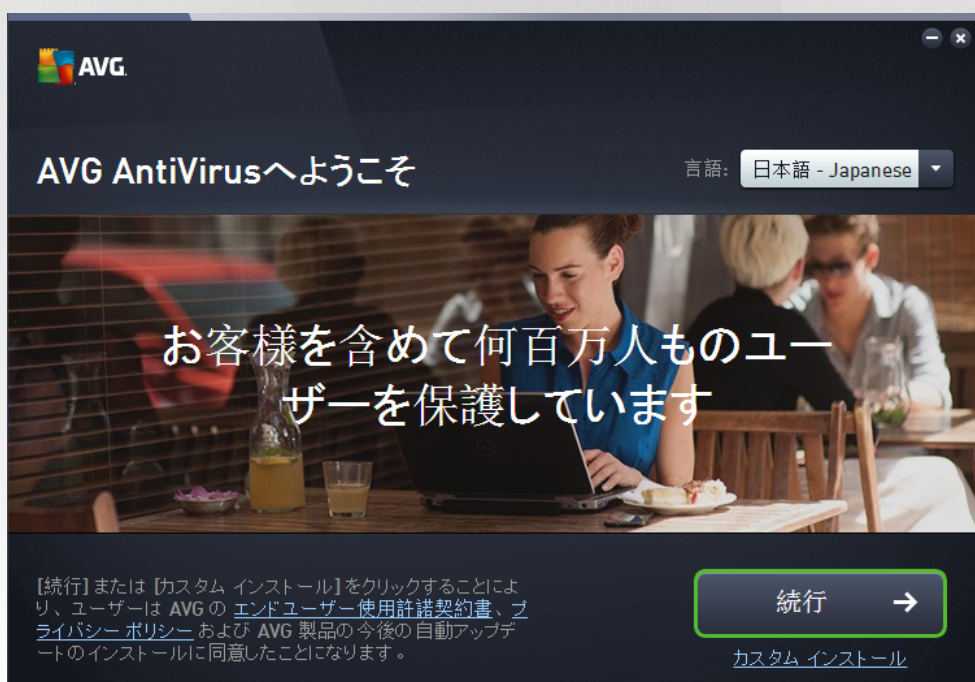 AVG.
AVG AntiVirusへようこそ
言語: 日本語 - Japanese
お客様を含めて何百万人ものユー
ザーを保護しています
[続行] または [カスタム インストール] をクリックすることによ
り、ユーザーは AVG の エンドユーザー使用許諾契約書、プ
ライバシー ポリシー および AVG 製品の今後の自動アップデ
ートのインストールに同意したことになります。
続行
カスタム インストール